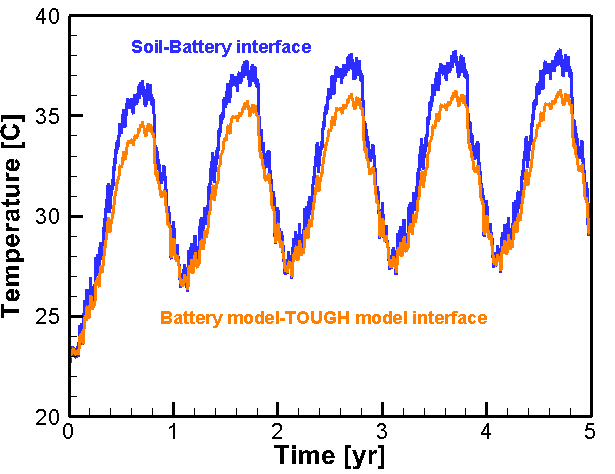 40
Soil-Battery interface
35
Temperature [C]
30
25
Battery model-TOUGH model interface
20
0 1 2 3 4 5
Time [yr]